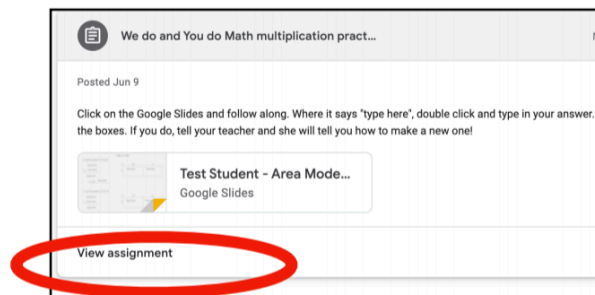 We do and You do Math multiplication pract...
Posted Jun 9
Click on the Google Slides and follow along. Where it says "type here", double click and type in your answer.
the boxes. If you do, tell your teacher and she will tell you how to make a new one!
Test Student - Area Mode...
Google Slides
View assignment